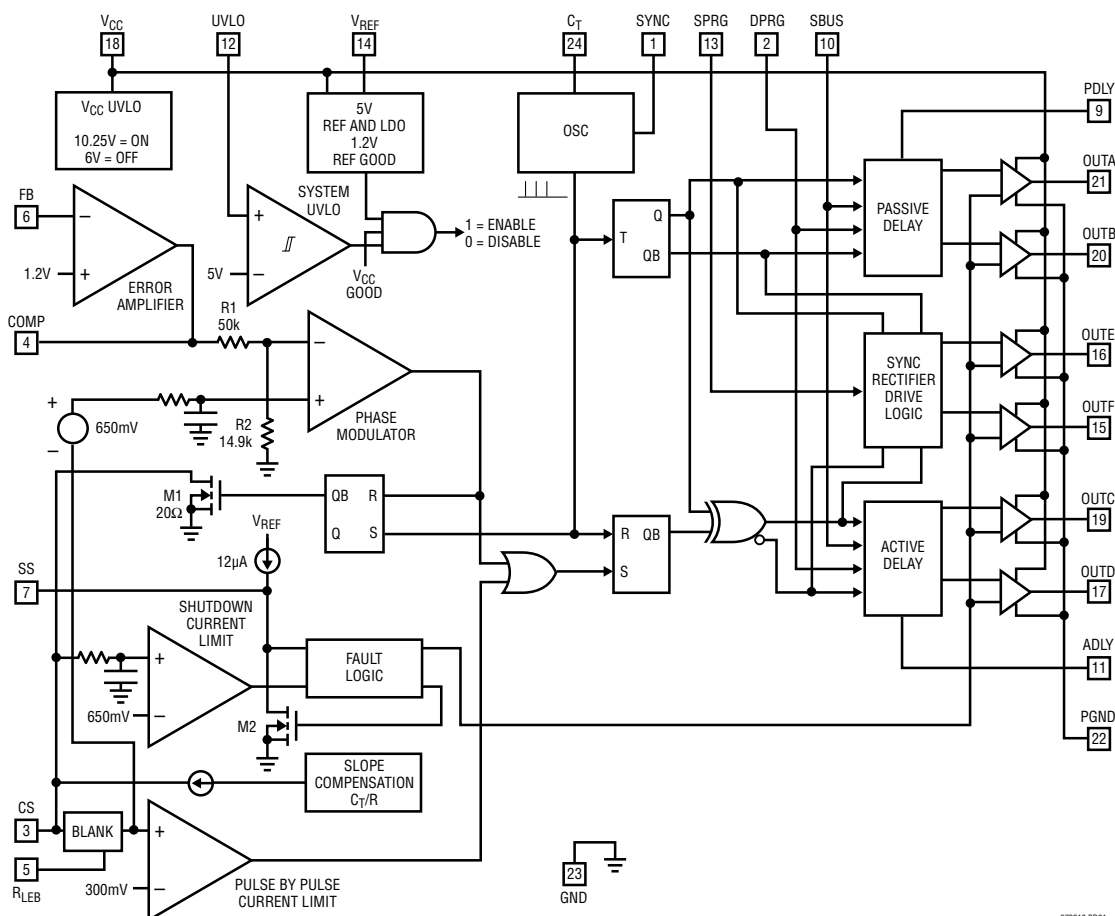 VCC
18
UVLO
12
VREF
14
CT
24
SYNC
1
SPRG
13
DPRG
2
SBUS
10
VCC UVLO
10.25V = ON
6V = OFF
5V
REF AND LDO
1.2V
REF GOOD
OSC
PDLY
9
OUTA
21
FB
6
–
+
1.2V
ERROR
AMPLIFIER
SYSTEM
UVLO
+
–
5V
VCC
GOOD
1 = ENABLE
0 = DISABLE
T
Q
QB
PASSIVE
DELAY
OUTB
20
COMP
4
R1
50k
–
+
PHASE
MODULATOR
R2
14.9k
+
650mV
–
SYNC
RECTIFIER
DRIVE
LOGIC
OUTE
16
OUTF
15
M1
20Ω
QB
R
Q
S
R
QB
S
ACTIVE
DELAY
OUTC
19
OUTD
17
VREF
12µA
SS
7
SHUTDOWN
CURRENT
LIMIT
+
650mV
–
FAULT
LOGIC
M2
ADLY
11
PGND
22
SLOPE
COMPENSATION
CT/R
CS
3
BLANK
+
5
RLEB
300mV
–
PULSE BY PULSE
CURRENT LIMIT
23
GND